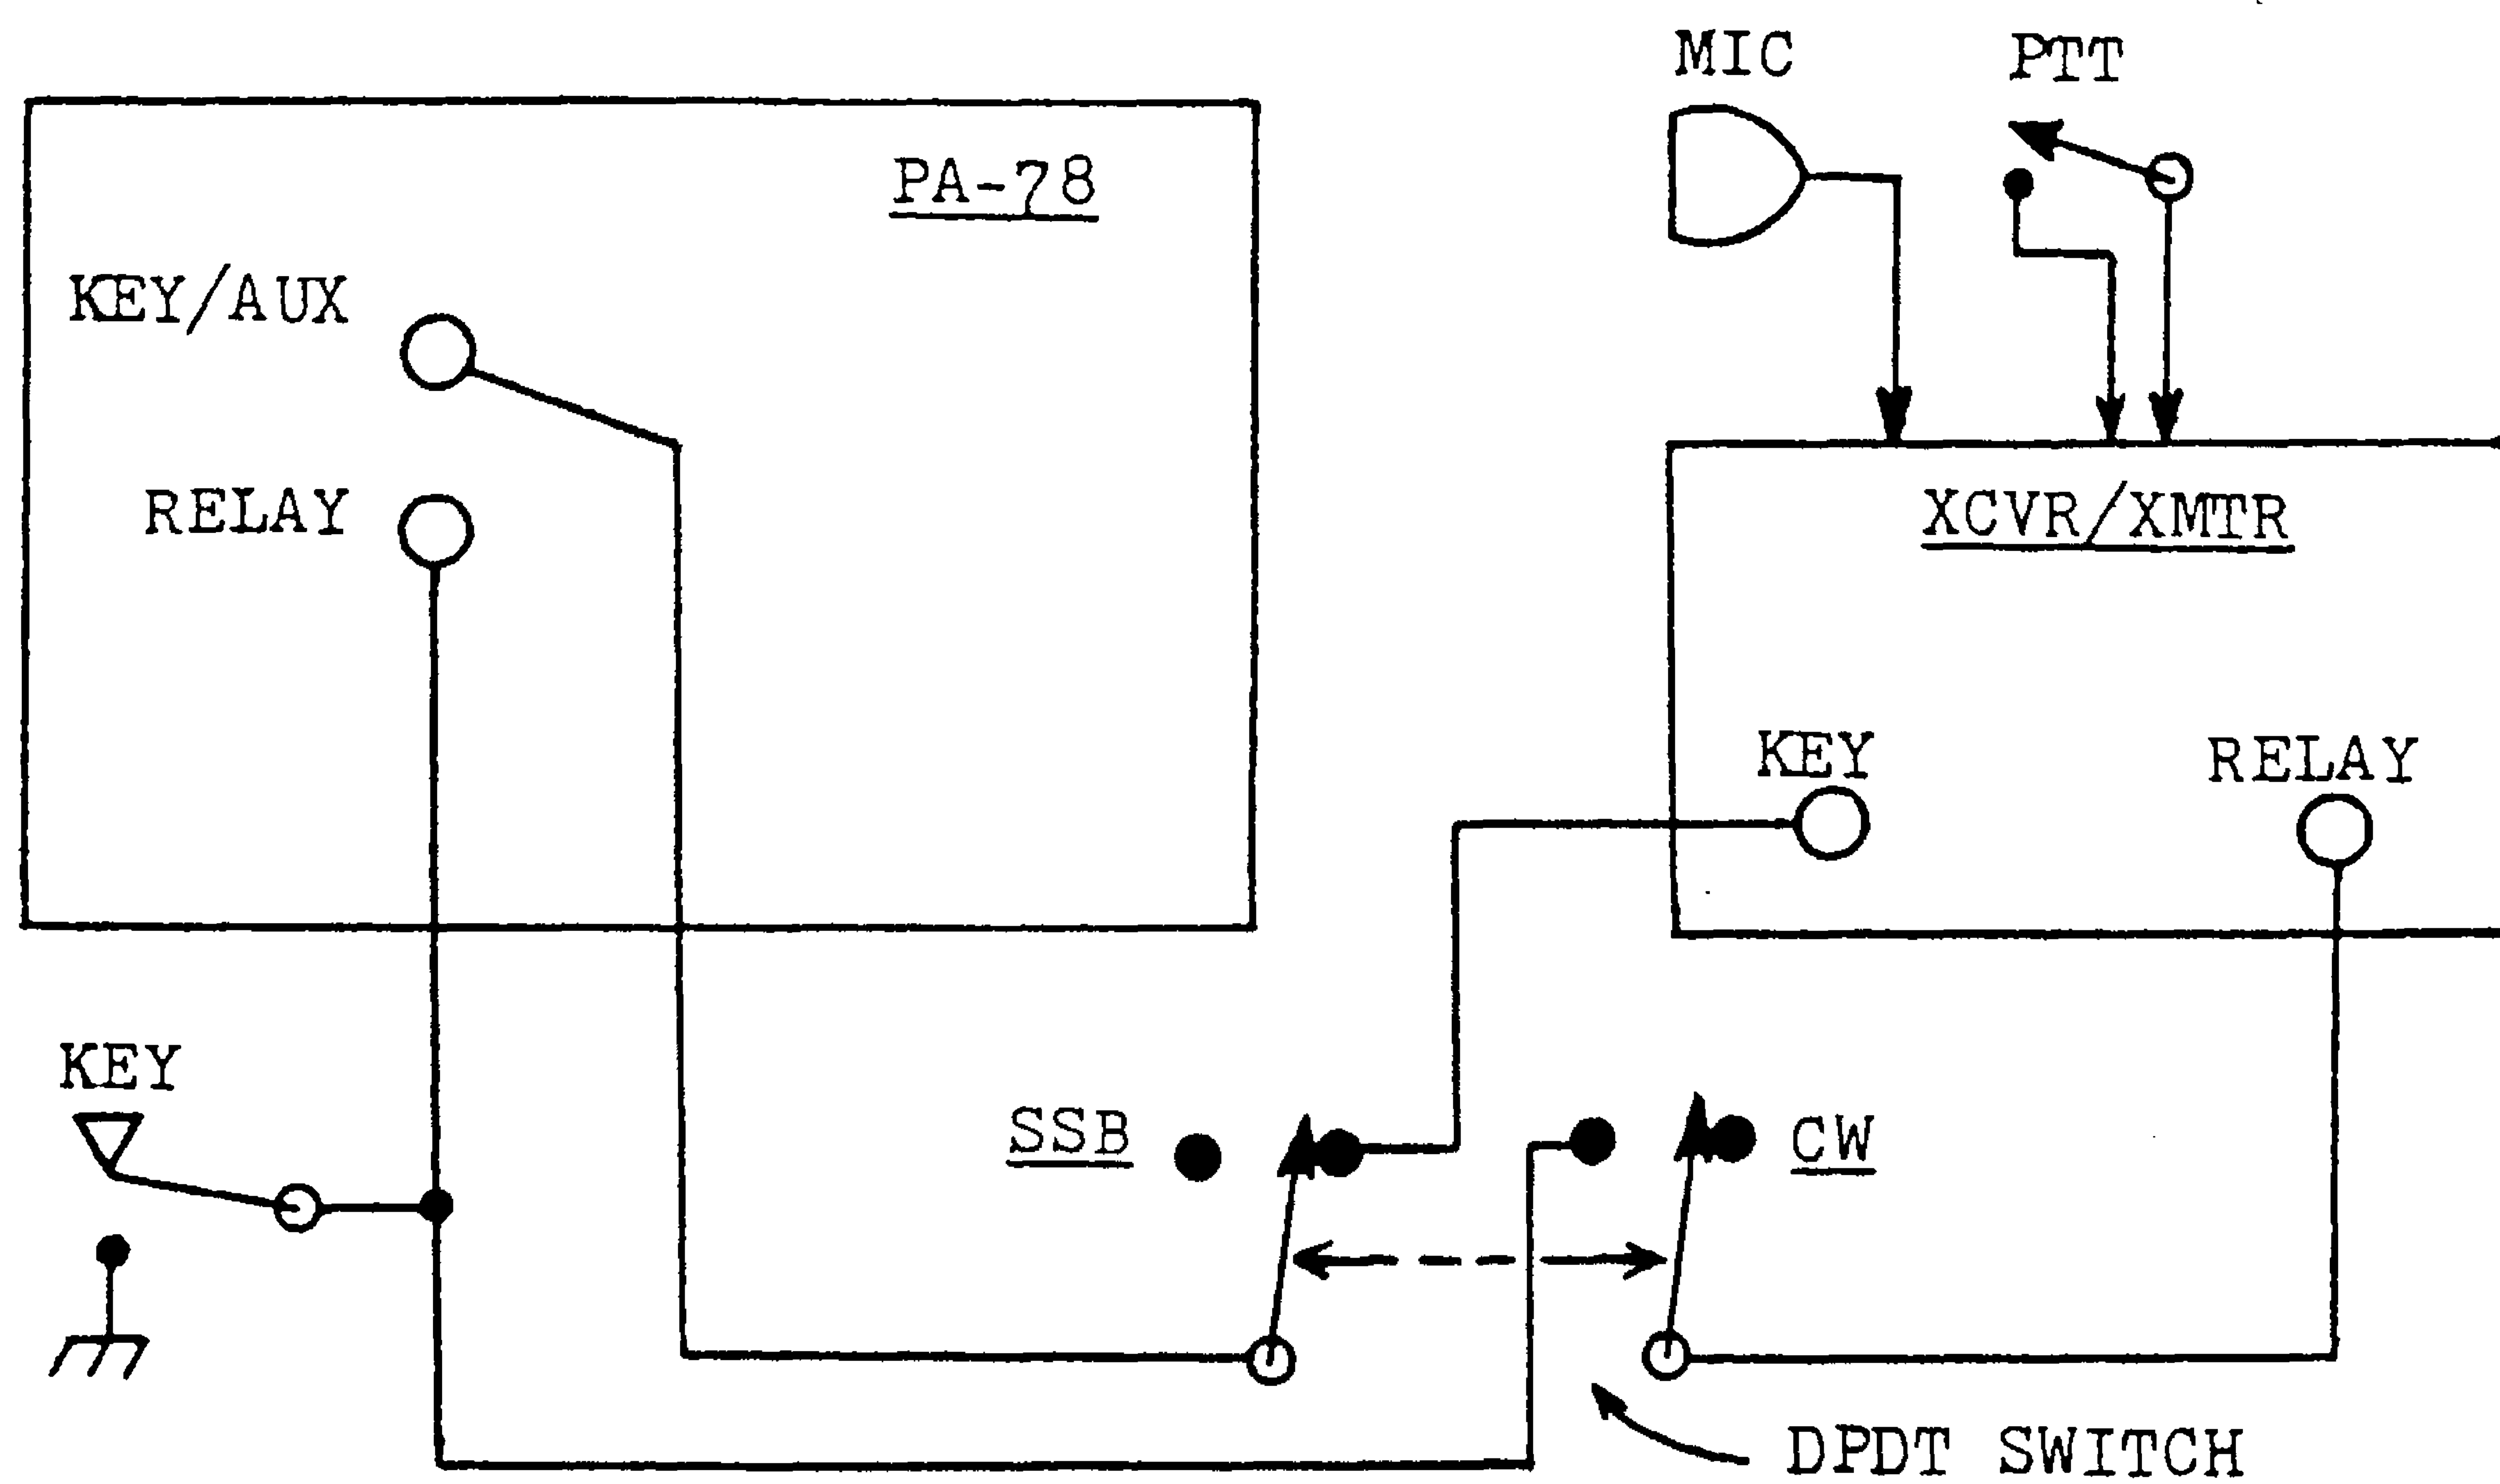 MIC
PTT
PA-78
KEY/AUX
RELAY
XCVR/XMTR
KEY
RELAY
KEY
SSB
CW
DPDT SWITCH